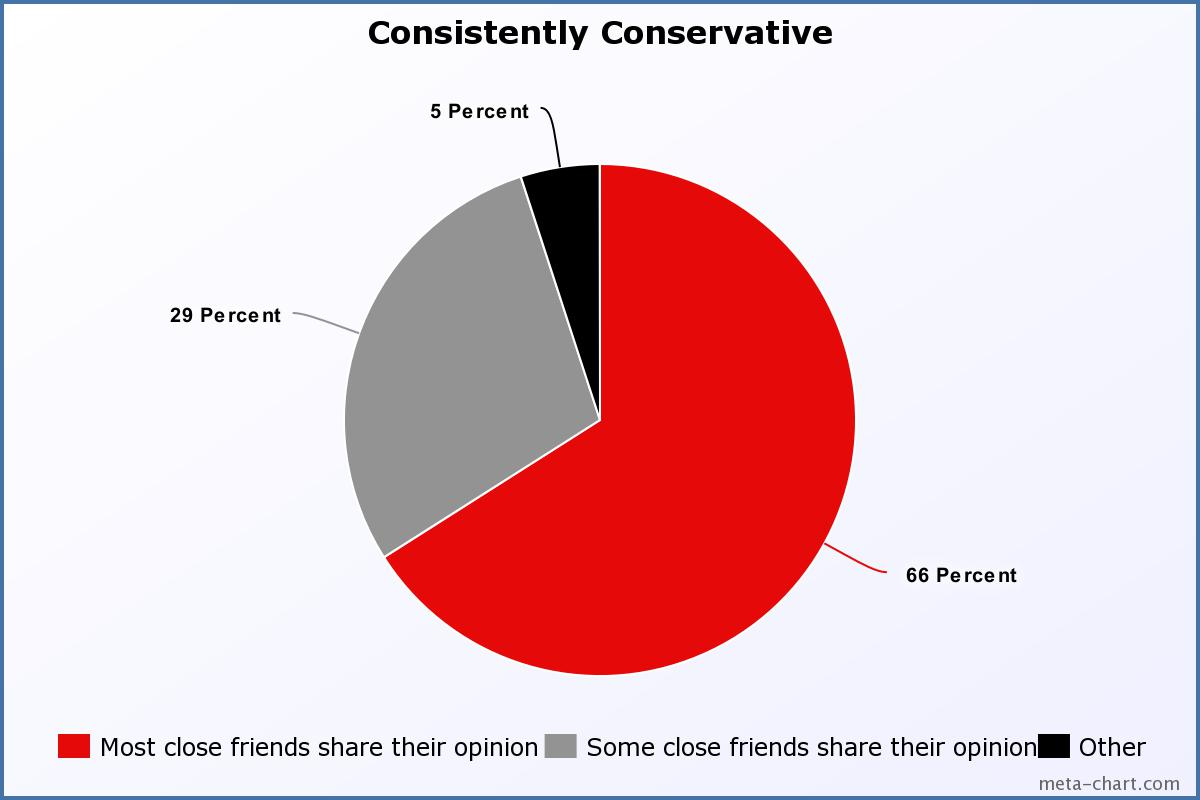 Consistently Conservative
5 Percent
29 Percent
66 Percent
Most close friends share their opinion Some close friends share their opinion Other
meta-chart.com